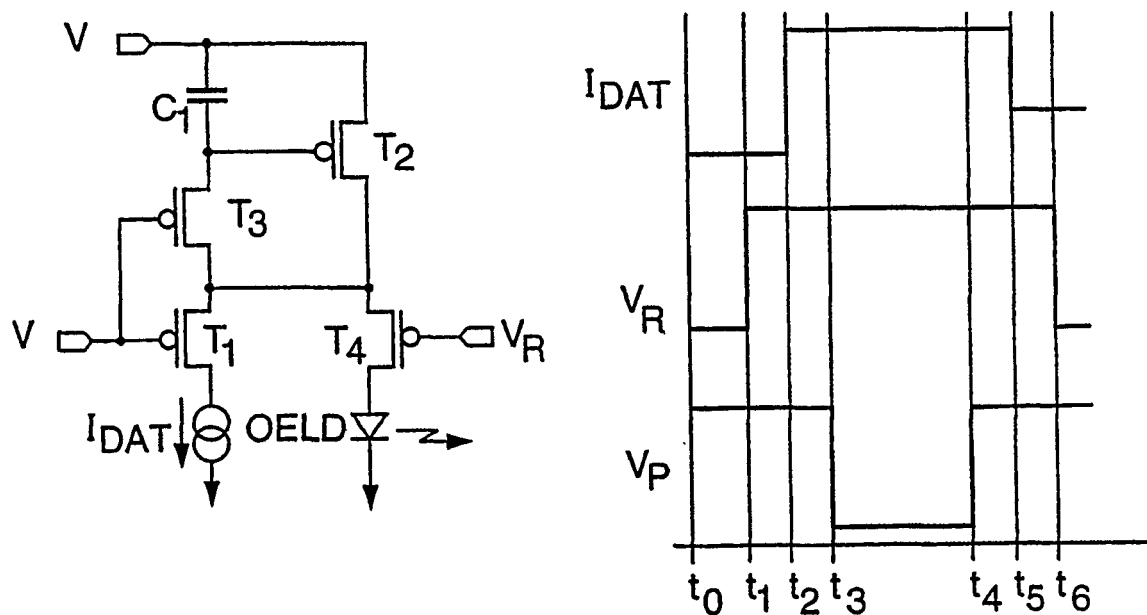 V
C1
T2
T3
V
T1
T4
VR
IDAT
OELD
IDAT
VR
VP
t0 t1 t2 t3 t4 t5 t6